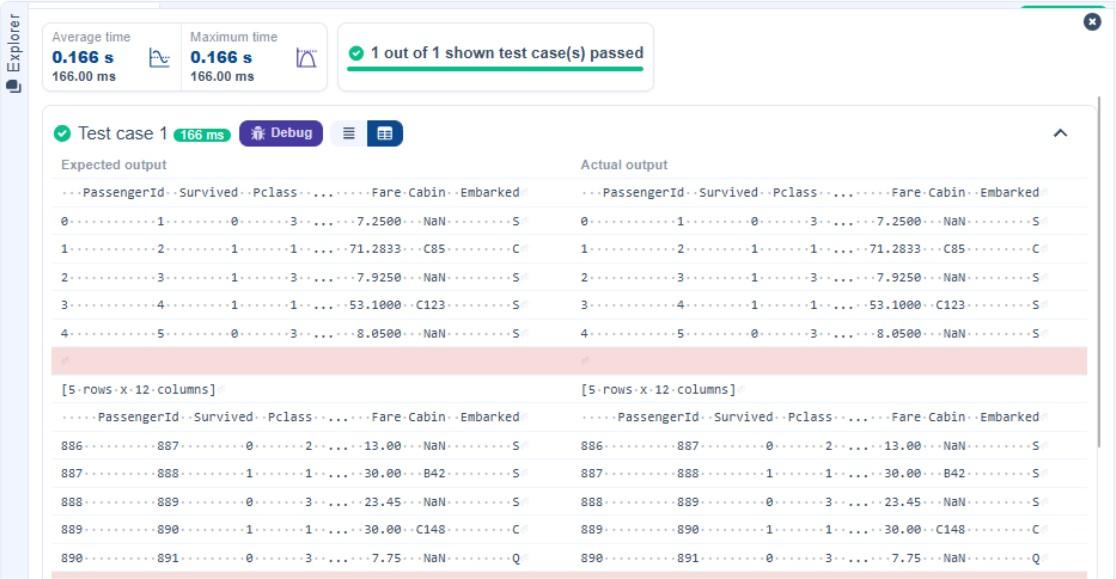 Explorer
Average time
0.166 s
166.00 ms
Maximum time
0.166 s
166.00 ms
1 out of 1 shown test case(s) passed
Test case 1 166 ms Debug
Expected output Actual output
···PassengerId··Survived··Pclass··...·····Fare·Cabin··Embarked ···PassengerId··Survived··Pclass··...·····Fare·Cabin··Embarked
0············1·········0·······3··...···7.2500···NaN·········S 0············1·········0·······3··...···7.2500···NaN·········S
1············2·········1·······1··...··71.2833···C85·········C 1············2·········1·······1··...··71.2833···C85·········C
2············3·········1·······3··...···7.9250···NaN·········S 2············3·········1·······3··...···7.9250···NaN·········S
3············4·········1·······1··...··53.1000··C123·········S 3············4·········1·······1··...··53.1000··C123·········S
4············5·········0·······3··...···8.0500···NaN·········S 4············5·········0·······3··...···8.0500···NaN·········S
[5·rows·x·12·columns] [5·rows·x·12·columns]
·····PassengerId··Survived··Pclass··...···Fare·Cabin··Embarked ·····PassengerId··Survived··Pclass··...···Fare·Cabin··Embarked
886··········887·········0·······2··...··13.00···NaN·········S 886··········887·········0·······2··...··13.00···NaN·········S
887··········888·········1·······1··...··30.00···B42·········S 887··········888·········1·······1··...··30.00···B42·········S
888··········889·········0·······3··...··23.45···NaN·········S 888··········889·········0·······3··...··23.45···NaN·········S
889··········890·········1·······1··...··30.00··C148·········C 889··········890·········1·······1··...··30.00··C148·········C
890··········891·········0·······3··...···7.75···NaN·········Q 890··········891·········0·······3··...···7.75···NaN·········Q